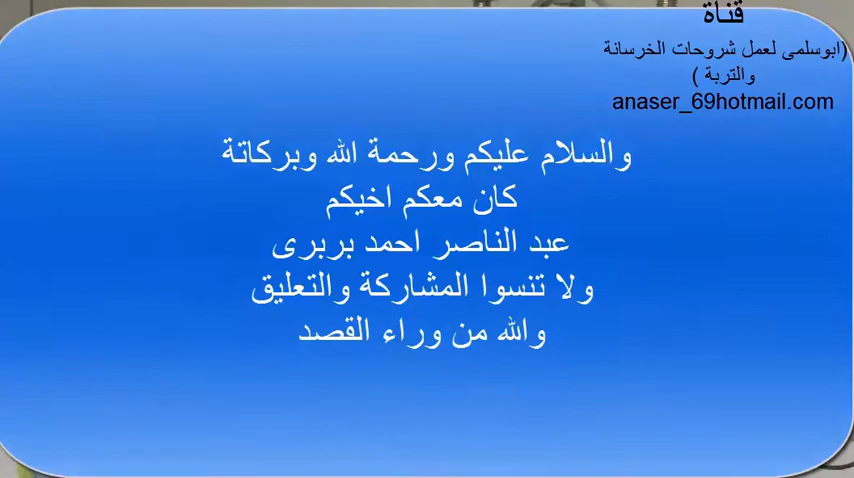 قناة
(ابوسلمى لعمل شروحات الخرسانة
والتربة )
anaser_69hotmail.com
والسلام عليكم ورحمة الله وبركاتة
كان معكم اخيكم
عبد الناصر احمد بربرى
ولا تنسوا المشاركة والتعليق
والله من وراء القصد